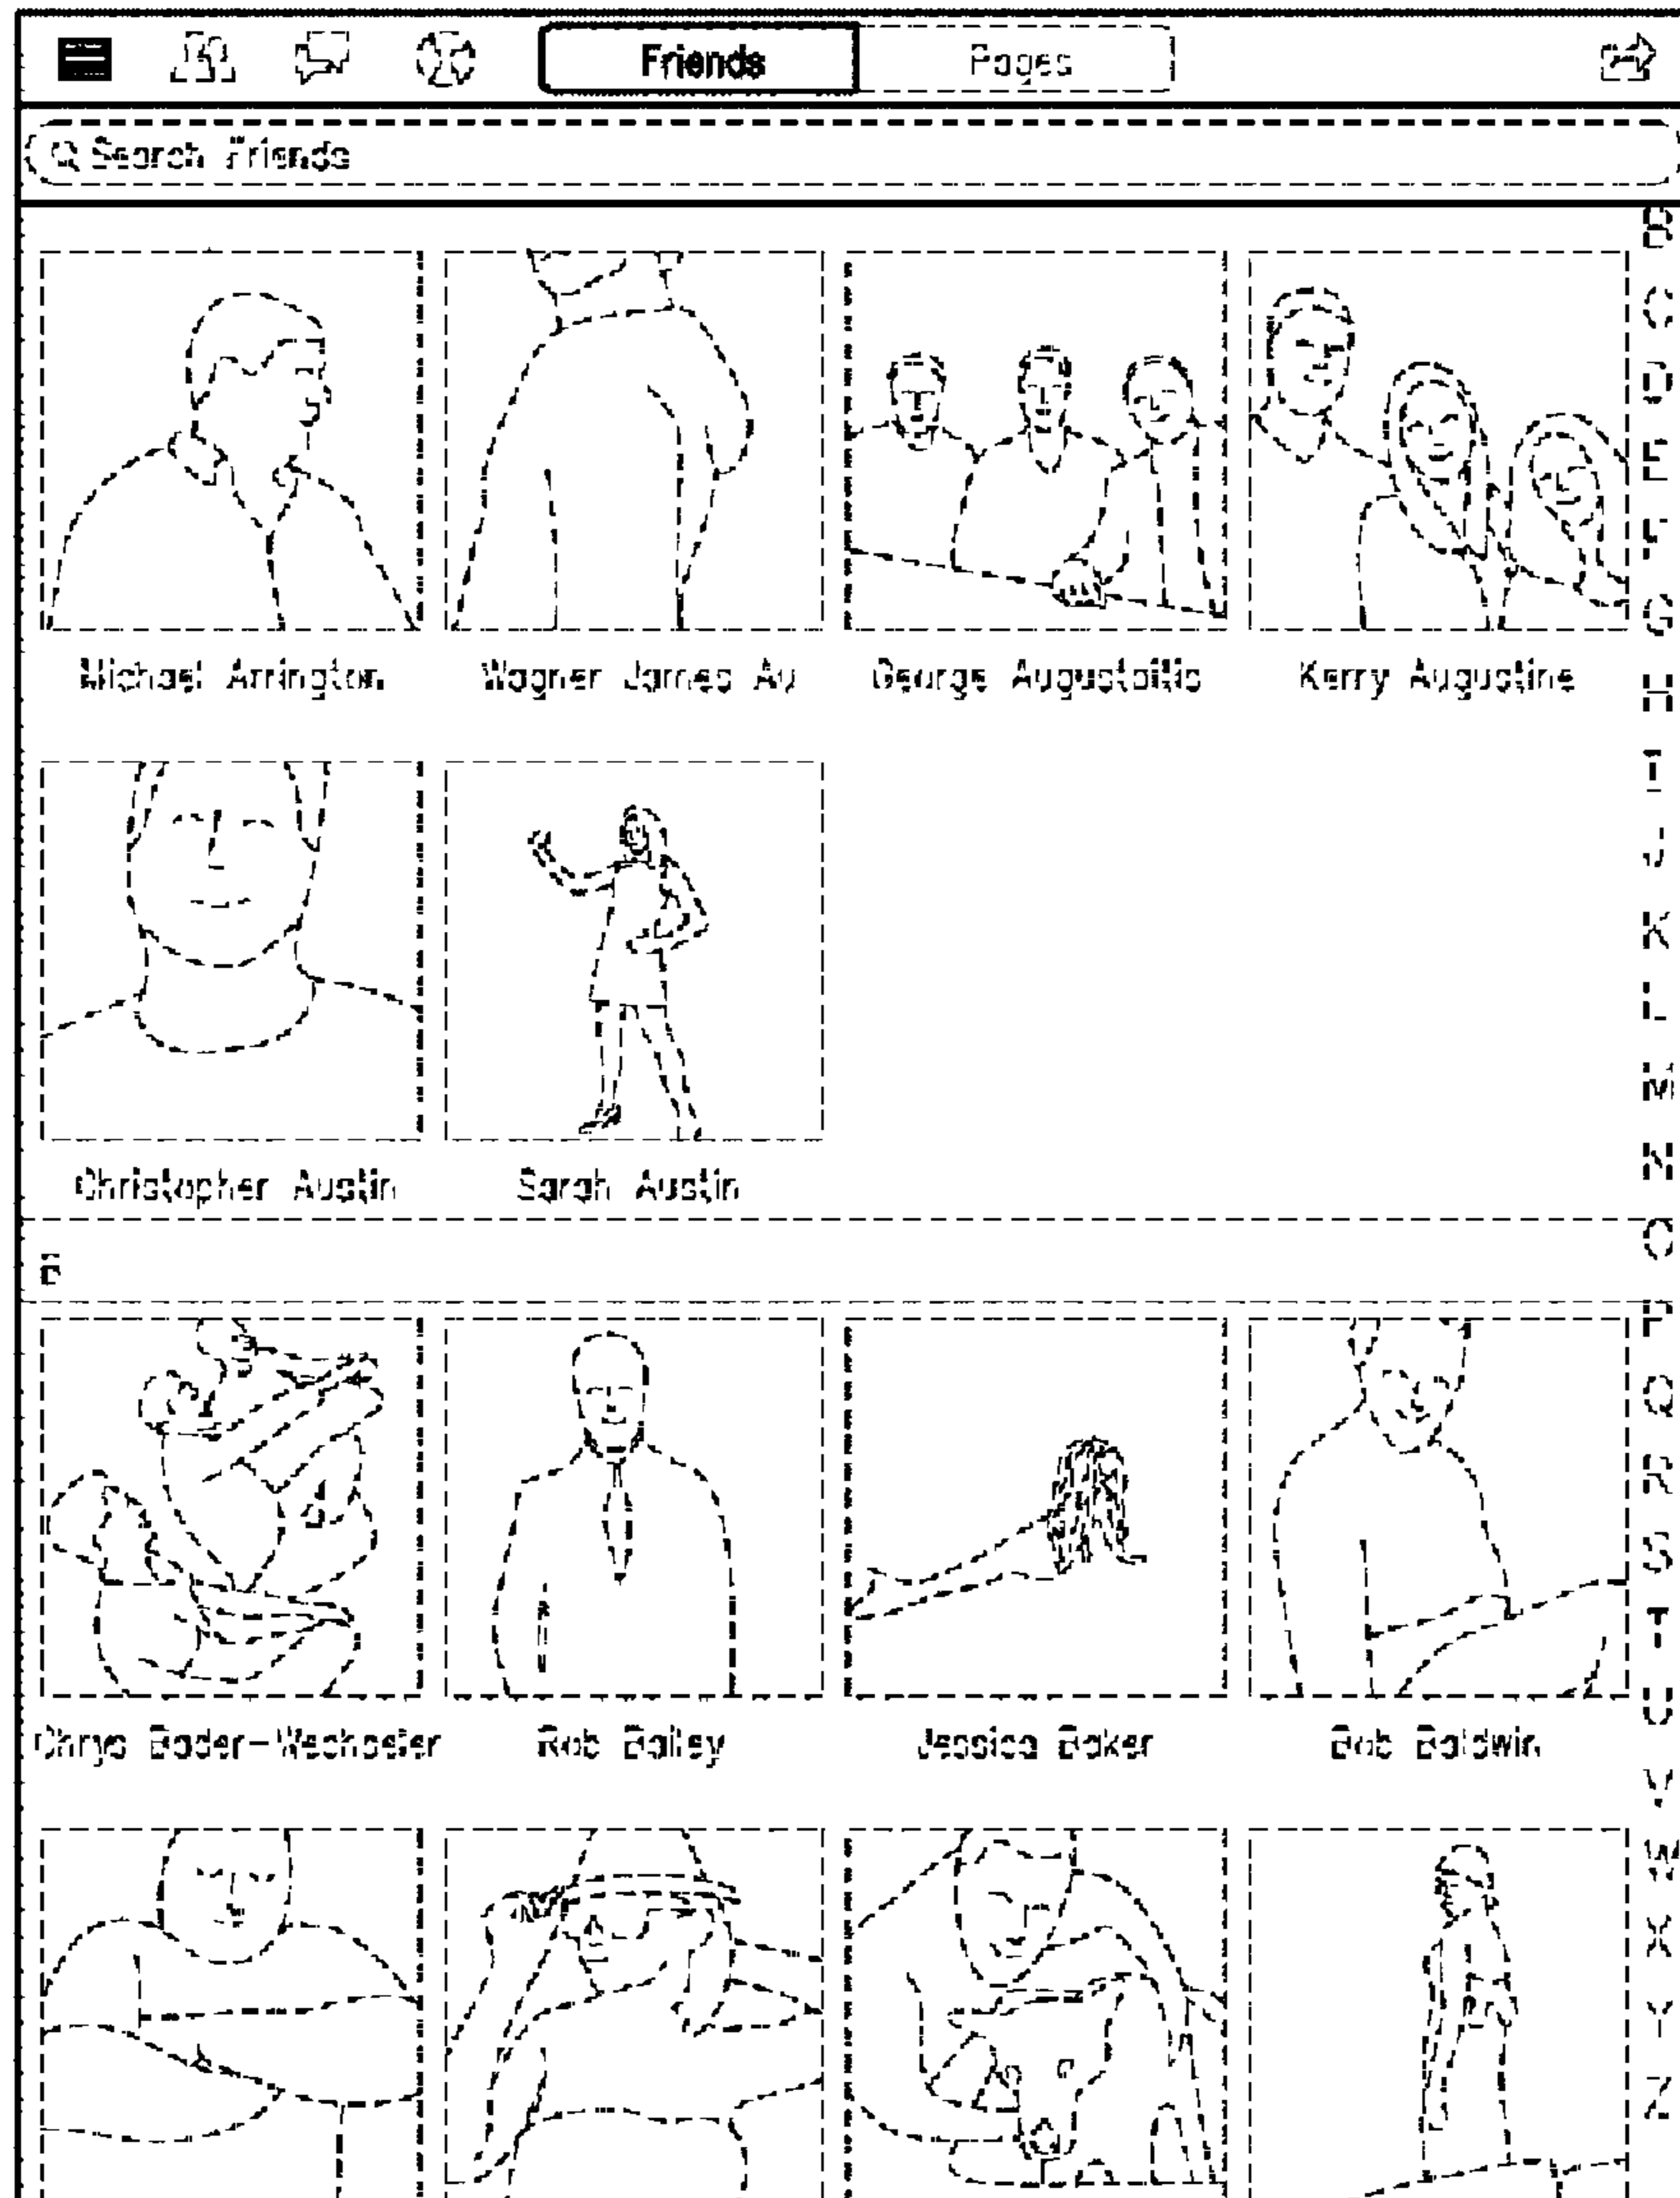 Friends Pages
Search Friends
Michael Arrington Wagner James Au George Augustaitis Kerry Augustine
Christopher Austin Sarah Austin
B
Chrys Bader-Wechseler Rob Bailey Jessica Baker Bob Baldwin
B
C
D
E
F
G
H
I
J
K
L
M
N
O
P
Q
R
S
T
U
V
W
X
Y
Z